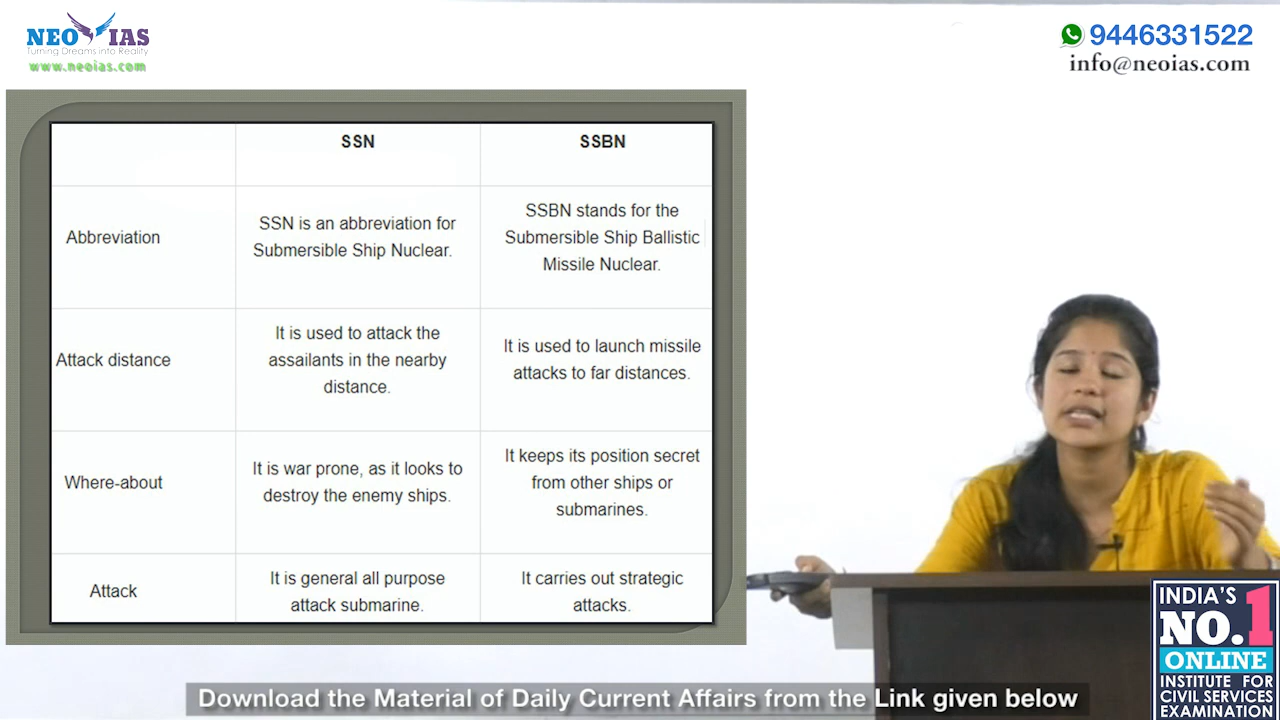 NEO IAS
Turning Dreams into Reality
www.neoias.com
9446331522
info@neoias.com
SSN
SSBN
Abbreviation
SSN is an abbreviation for
Submersible Ship Nuclear.
SSBN stands for the
Submersible Ship Ballistic
Missile Nuclear.
Attack distance
It is used to attack the
assailants in the nearby
distance.
It is used to launch missile
attacks to far distances.
Where-about
It is war prone, as it looks to
destroy the enemy ships.
It keeps its position secret
from other ships or
submarines.
Attack
It is general all purpose
attack submarine.
It carries out strategic
attacks.
INDIA'S
NO.1
ONLINE
INSTITUTE FOR
CIVIL SERVICES
EXAMINATION
Download the Material of Daily Current Affairs from the Link given below